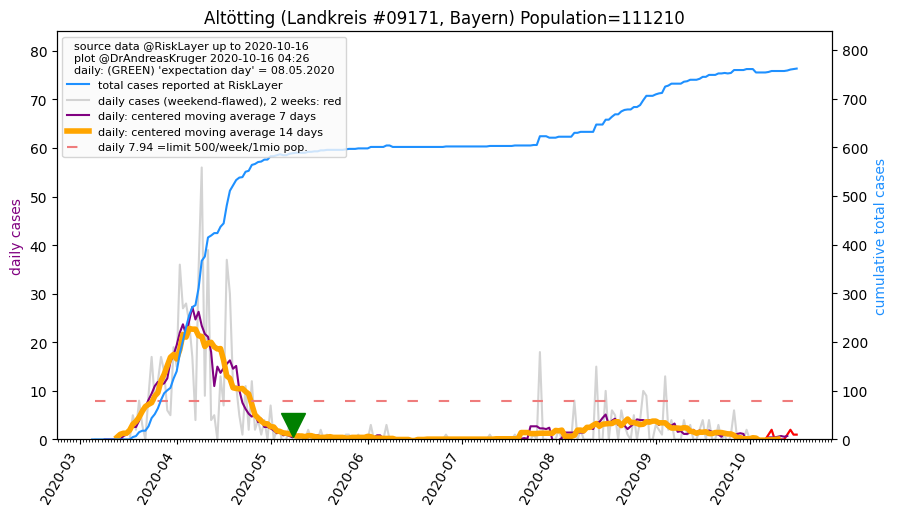 Altötting (Landkreis #09171, Bayern) Population=111210
source data @RiskLayer up to 2020-10-16
plot @DrAndreasKruger 2020-10-16 04:26
daily: (GREEN) 'expectation day' = 08.05.2020
total cases reported at RiskLayer
daily cases (weekend-flawed), 2 weeks: red
daily: centered moving average 7 days
daily: centered moving average 14 days
daily 7.94 =limit 500/week/1mio pop.
daily cases
80
70
60
50
40
30
20
10
0
cumulative total cases
800
700
600
500
400
300
200
100
0
2020-03
2020-04
2020-05
2020-06
2020-07
2020-08
2020-09
2020-10